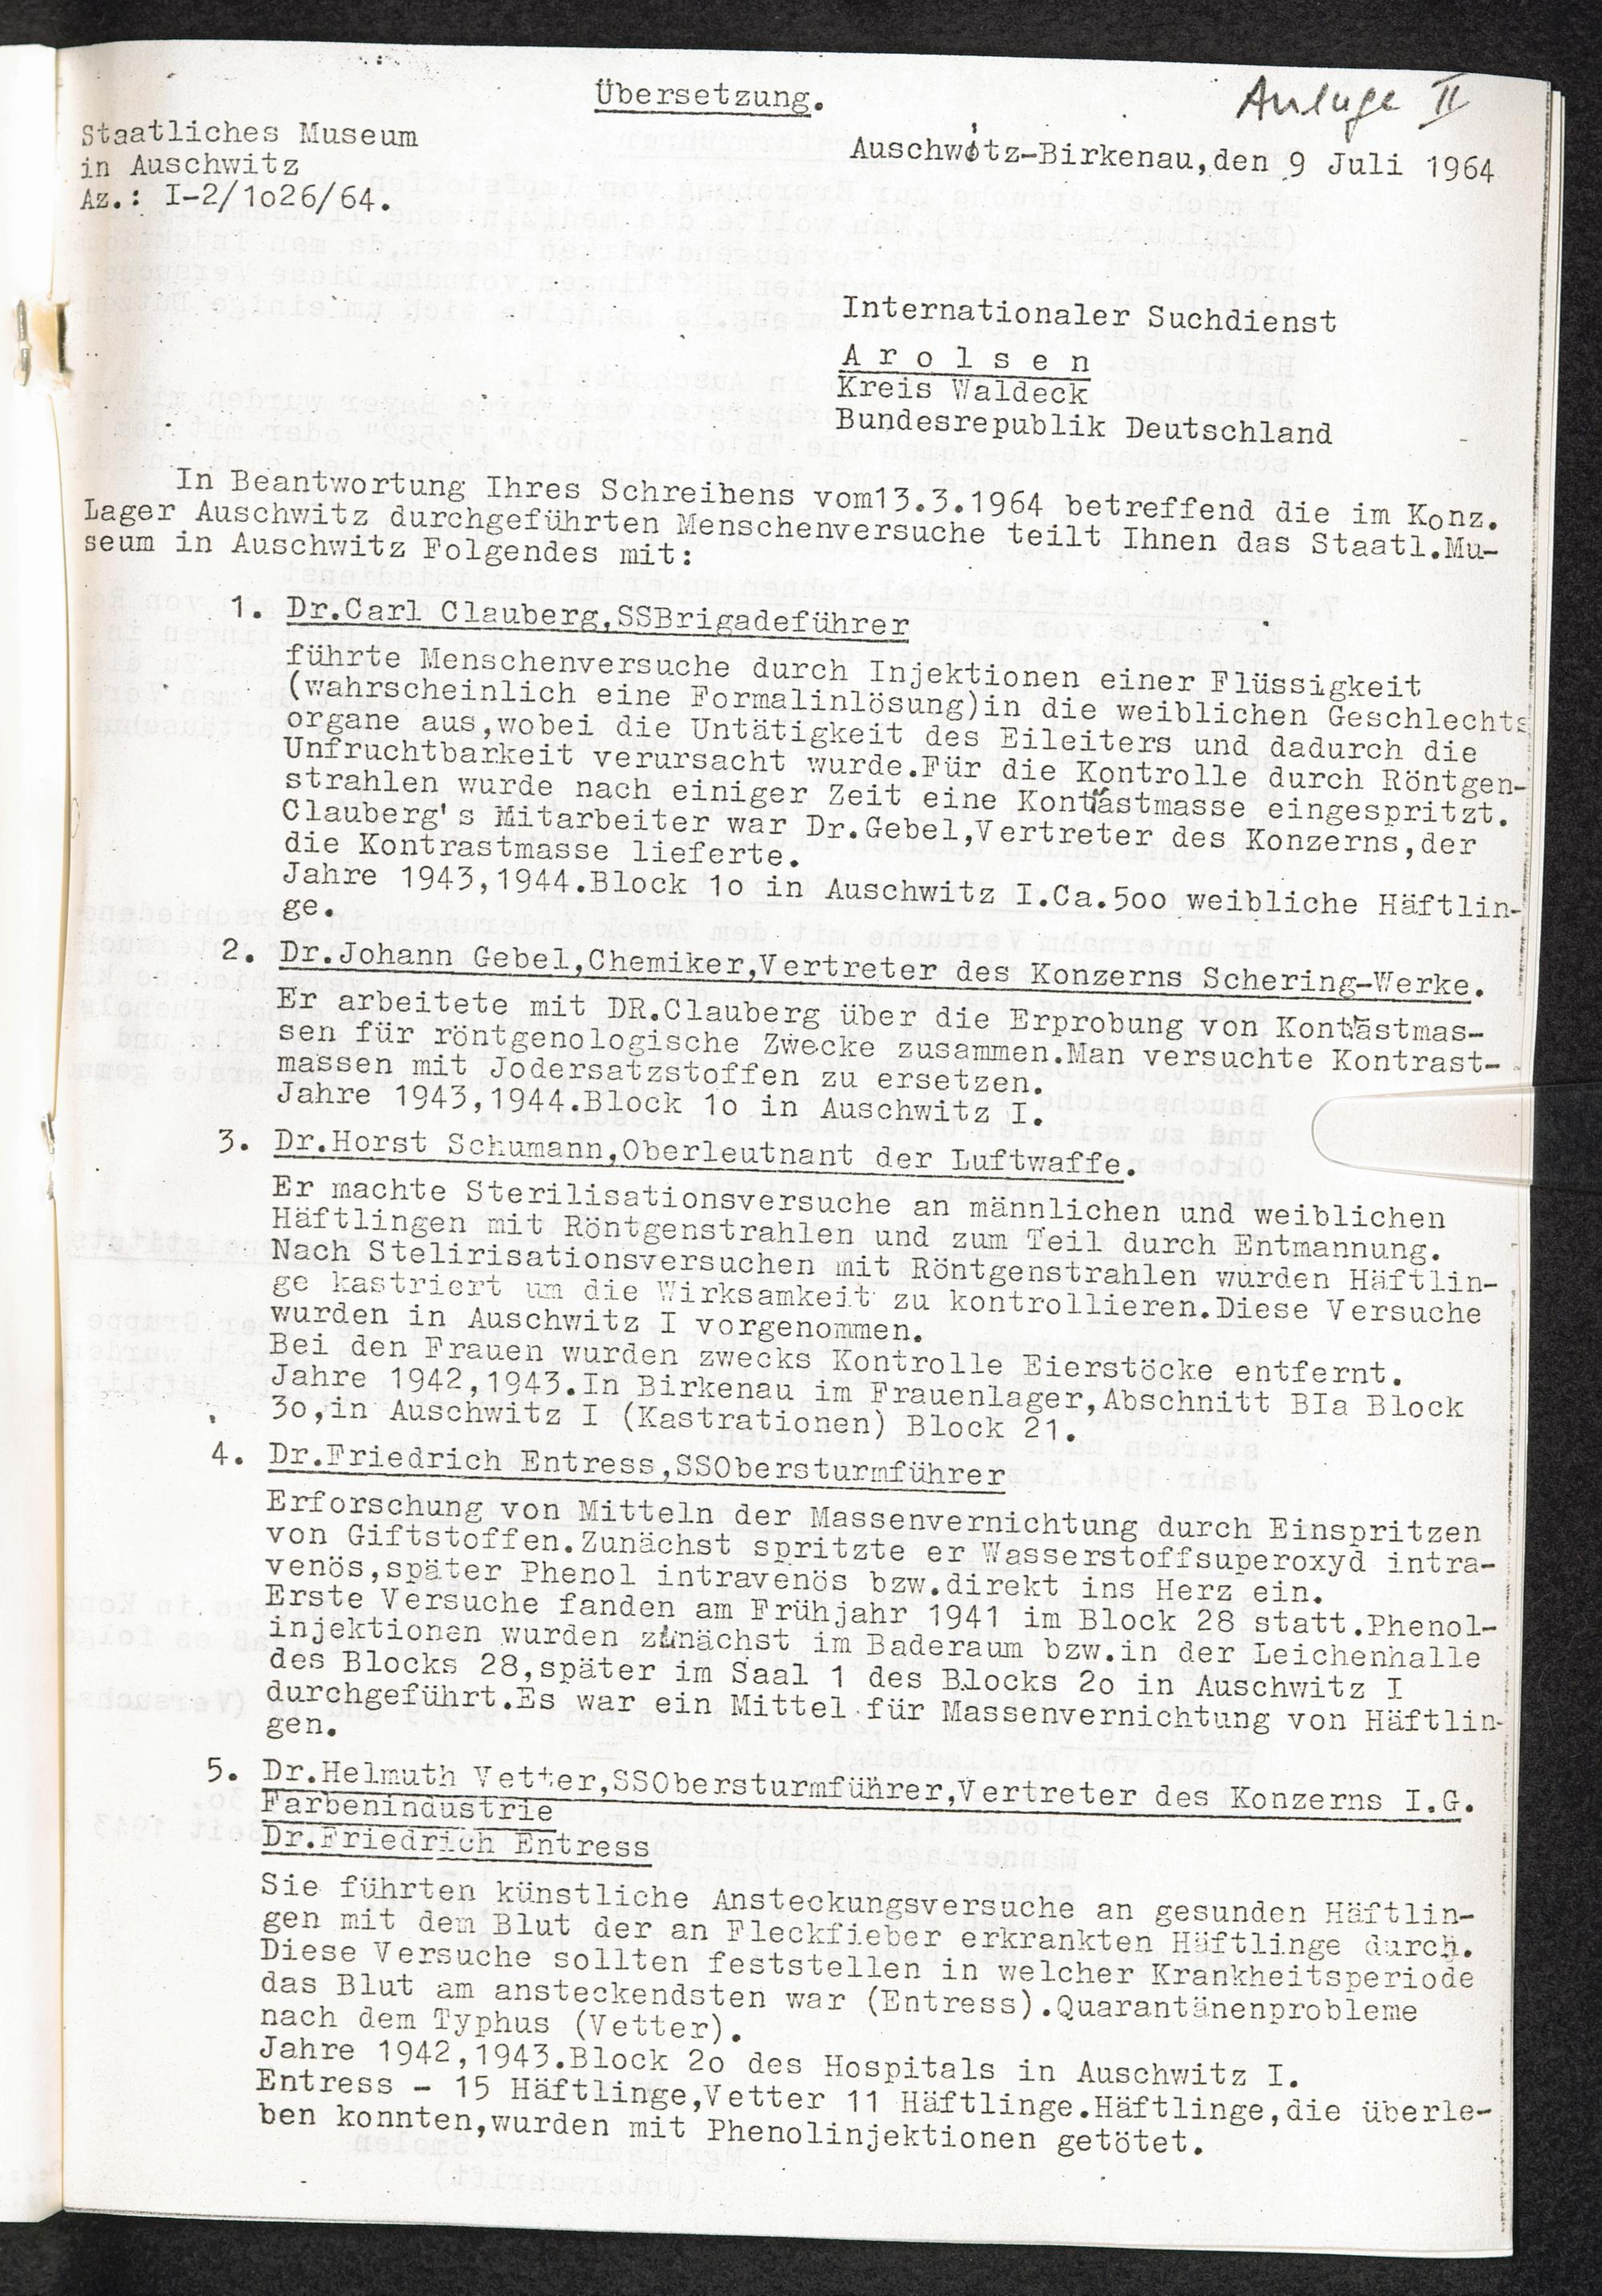 Übersetzung.
Anlage II
Staatliches Museum
in Auschwitz
Az.: I-2/1o26/64.
Auschwitz-Birkenau,den 9 Juli 1964
Internationaler Suchdienst
A r o l s e n
Kreis Waldeck
Bundesrepublik Deutschland
In Beantwortung Ihres Schreibens vom13.3.1964 betreffend die im Konz.
Lager Auschwitz durchgeführten Menschenversuche teilt Ihnen das Staatl.Mu-
seum in Auschwitz Folgendes mit:
1. Dr.Carl Clauberg,SSBrigadeführer
führte Menschenversuche durch Injektionen einer Flüssigkeit
(wahrscheinlich eine Formalinlösung)in die weiblichen Geschlechts
organe aus,wobei die Untätigkeit des Eileiters und dadurch die
Unfruchtbarkeit verursacht wurde.Für die Kontrolle durch Röntgen-
strahlen wurde nach einiger Zeit eine Kontrastmasse eingespritzt.
Clauberg's Mitarbeiter war Dr.Gebel,Vertreter des Konzerns,der
die Kontrastmasse lieferte.
Jahre 1943,1944.Block 1o in Auschwitz I.Ca.5oo weibliche Häftlin-
ge.
2. Dr.Johann Gebel,Chemiker,Vertreter des Konzerns Schering-Werke.
Er arbeitete mit DR.Clauberg über die Erprobung von Kontrastmas-
sen für röntgenologische Zwecke zusammen.Man versuchte Kontrast-
massen mit Jodersatzstoffen zu ersetzen.
Jahre 1943,1944.Block 1o in Auschwitz I.
3. Dr.Horst Schumann,Oberleutnant der Luftwaffe.
Er machte Sterilisationsversuche an männlichen und weiblichen
Häftlingen mit Röntgenstrahlen und zum Teil durch Entmannung.
Nach Stelirisationsversuchen mit Röntgenstrahlen wurden Häftlin-
ge kastriert um die Wirksamkeit zu kontrollieren.Diese Versuche
wurden in Auschwitz I vorgenommen.
Bei den Frauen wurden zwecks Kontrolle Eierstöcke entfernt.
Jahre 1942,1943.In Birkenau im Frauenlager,Abschnitt BIa Block
3o,in Auschwitz I (Kastrationen) Block 21.
4. Dr.Friedrich Entress,SSObersturmführer
Erforschung von Mitteln der Massenvernichtung durch Einspritzen
von Giftstoffen.Zunächst spritzte er Wasserstoffsuperoxyd intra-
venös,später Phenol intravenös bzw.direkt ins Herz ein.
Erste Versuche fanden am Frühjahr 1941 im Block 28 statt.Phenol-
injektionen wurden zunächst im Baderaum bzw.in der Leichenhalle
des Blocks 28,später im Saal 1 des Blocks 2o in Auschwitz I
durchgeführt.Es war ein Mittel für Massenvernichtung von Häftlin-
gen.
5. Dr.Helmuth Vetter,SSObersturmführer,Vertreter des Konzerns I.G.
Farbenindustrie
Dr.Friedrich Entress
Sie führten künstliche Ansteckungsversuche an gesunden Häftlin-
gen mit dem Blut der an Fleckfieber erkrankten Häftlinge durch.
Diese Versuche sollten feststellen in welcher Krankheitsperiode
das Blut am ansteckendsten war (Entress).Quarantänenprobleme
nach dem Typhus (Vetter).
Jahre 1942,1943.Block 2o des Hospitals in Auschwitz I.
Entress - 15 Häftlinge,Vetter 11 Häftlinge.Häftlinge,die überle-
ben konnten,wurden mit Phenolinjektionen getötet.